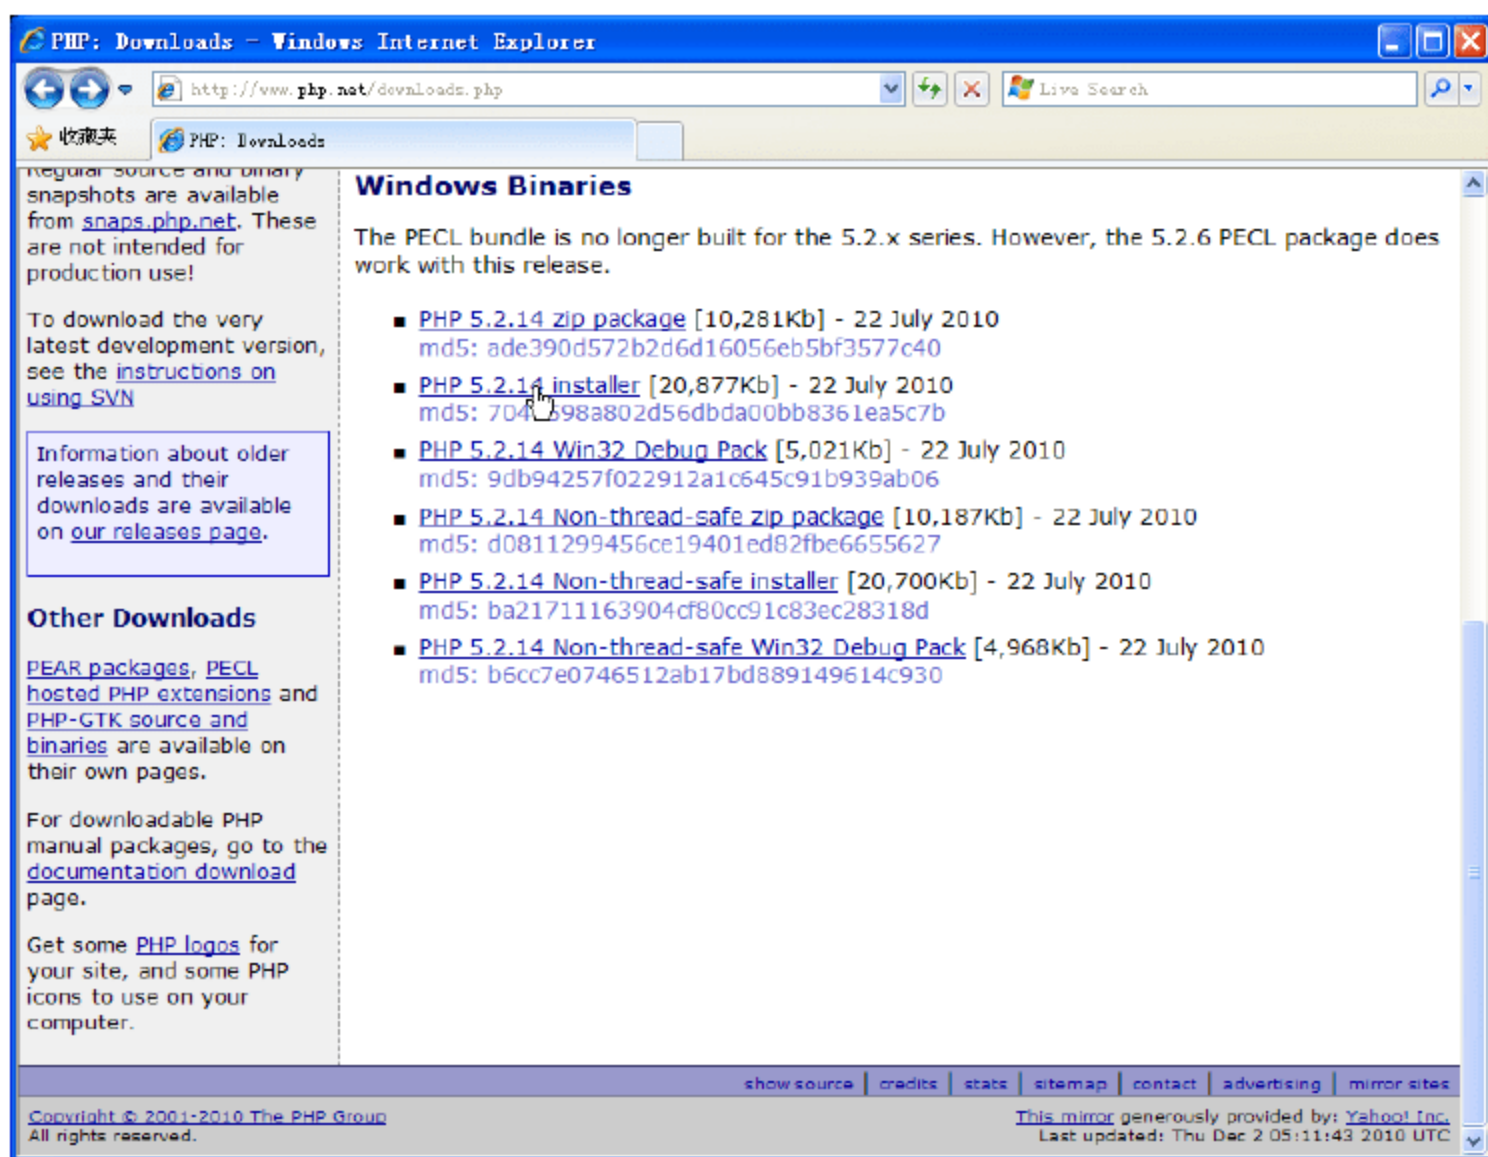 PHP: Downloads - Windows Internet Explorer
http://www.php.net/downloads.php
Live Search
收藏夹
PHP: Downloads
Regular source and binary
snapshots are available
from snaps.php.net. These
are not intended for
production use!
To download the very
latest development version,
see the instructions on
using SVN
Information about older
releases and their
downloads are available
on our releases page.
Other Downloads
PEAR packages, PECL
hosted PHP extensions and
PHP-GTK source and
binaries are available on
their own pages.
For downloadable PHP
manual packages, go to the
documentation download
page.
Get some PHP logos for
your site, and some PHP
icons to use on your
computer.
Windows Binaries
The PECL bundle is no longer built for the 5.2.x series. However, the 5.2.6 PECL package does
work with this release.
PHP 5.2.14 zip package [10,281Kb] - 22 July 2010
md5: ade390d572b2d6d16056eb5bf3577c40
PHP 5.2.14 installer [20,877Kb] - 22 July 2010
md5:
PHP 5.2.14 Win32 Debug Pack [5,021Kb] - 22 July 2010
md5: 9db94257f022912a1c645c91b939ab06
PHP 5.2.14 Non-thread-safe zip package [10,187Kb] - 22 July 2010
md5: d0811299456ce19401ed82fbe6655627
PHP 5.2.14 Non-thread-safe installer [20,700Kb] - 22 July 2010
md5: ba21711163904cf80cc91c83ec28318d
PHP 5.2.14 Non-thread-safe Win32 Debug Pack [4,968Kb] - 22 July 2010
md5: b6cc7e0746512ab17bd889149614c930
show source | credits | stats | sitemap | contact | advertising | mirror sites
Copyright © 2001-2010 The PHP Group
All rights reserved.
This mirror generously provided by: Yahoo! Inc.
Last updated: Thu Dec 2 05:11:43 2010 UTC